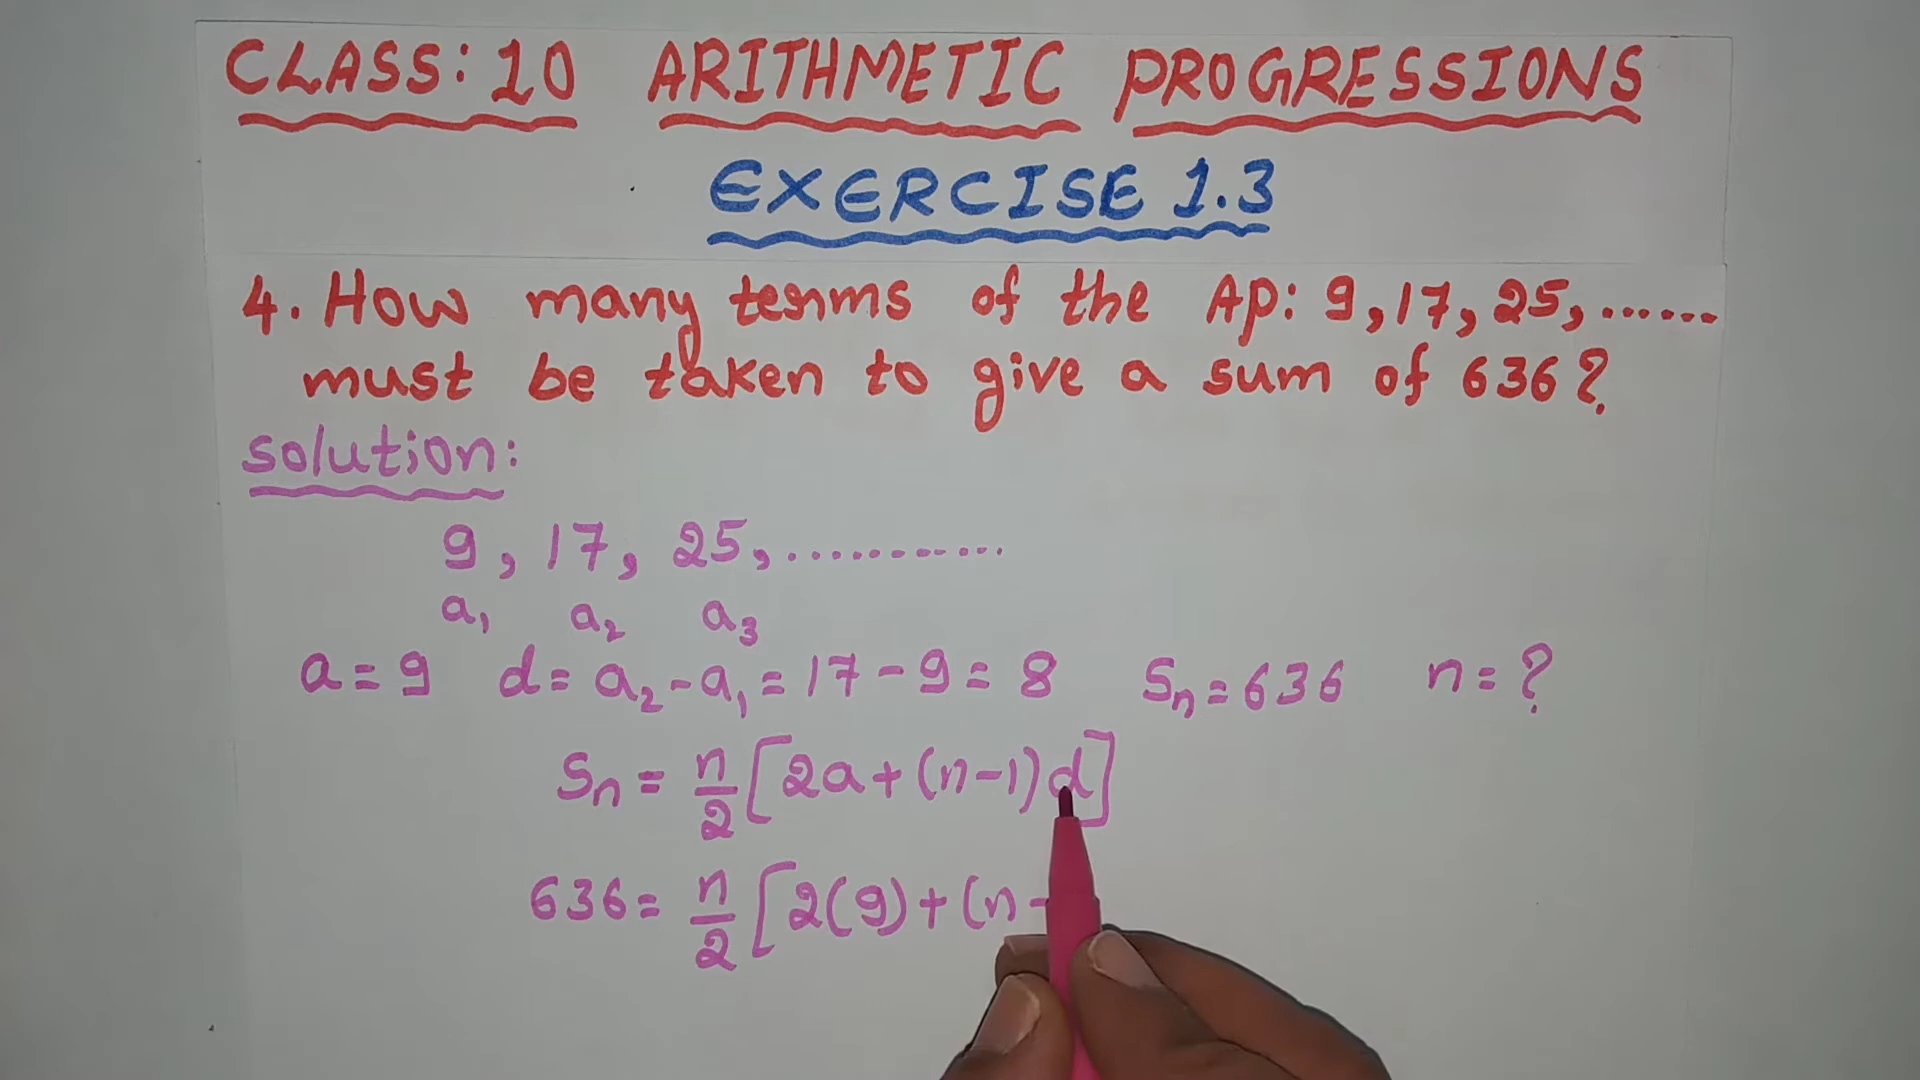 CLASS: 10 ARITHMETIC PROGRESSIONS
EXERCISE 1.3
4. How many terms of the AP: 9, 17, 25, ......
must be taken to give a sum of 636?
solution:
9, 17, 25, ............
a₁ a₂ a₃
a = 9 d = a₂ - a₁ = 17 - 9 = 8 Sₙ = 636 n = ?
Sₙ = n/2 [2a + (n-1)d]
636 = n/2 [2(9) + (n -